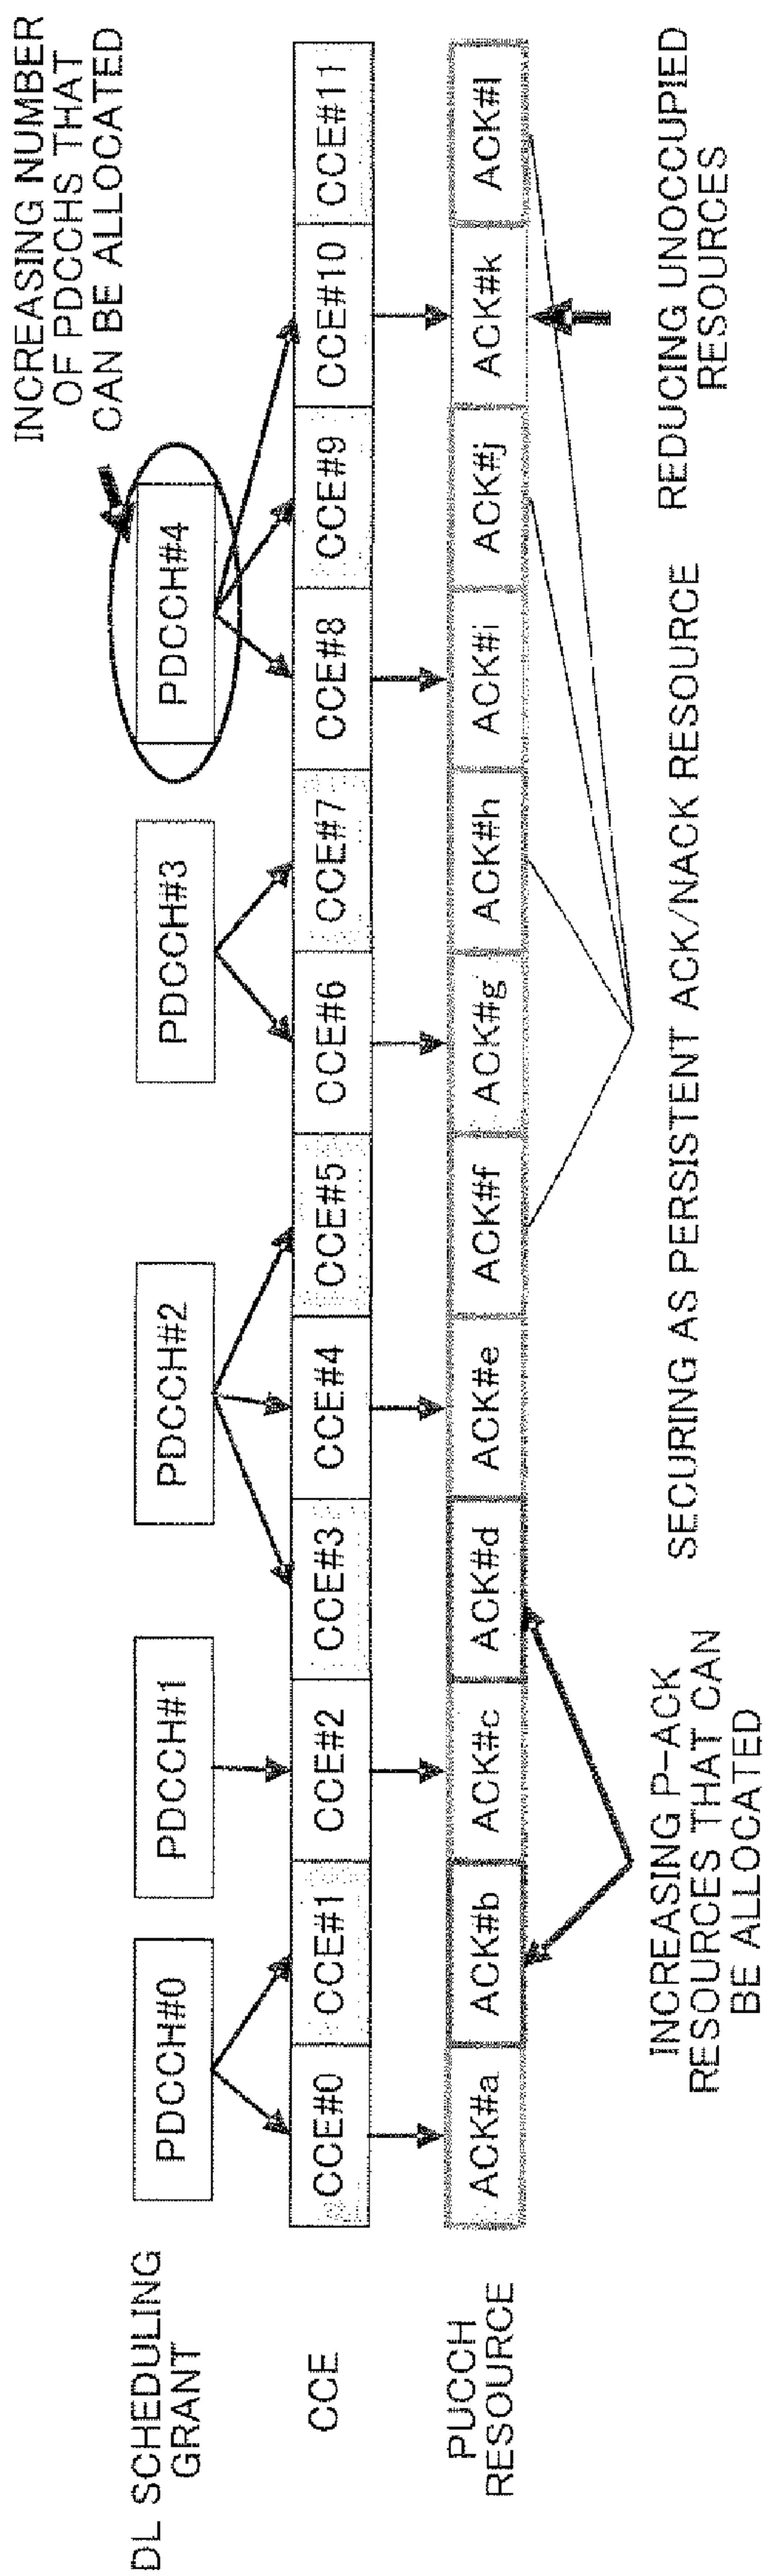 INCREASING NUMBER
OF PDCCHS THAT
CAN BE ALLOCATED
DL SCHEDULING
GRANT
PDCCH#0
PDCCH#1
PDCCH#2
PDCCH#3
PDCCH#4
CCE
CCE#0
CCE#1
CCE#2
CCE#3
CCE#4
CCE#5
CCE#6
CCE#7
CCE#8
CCE#9
CCE#10
CCE#11
PUCCH
RESOURCE
ACK#a
ACK#b
ACK#c
ACK#d
ACK#e
ACK#f
ACK#g
ACK#h
ACK#i
ACK#j
ACK#k
ACK#l
INCREASING P-ACK
RESOURCES THAT CAN
BE ALLOCATED
SECURING AS PERSISTENT ACK/NACK RESOURCE
REDUCING UNOCCUPIED
RESOURCES